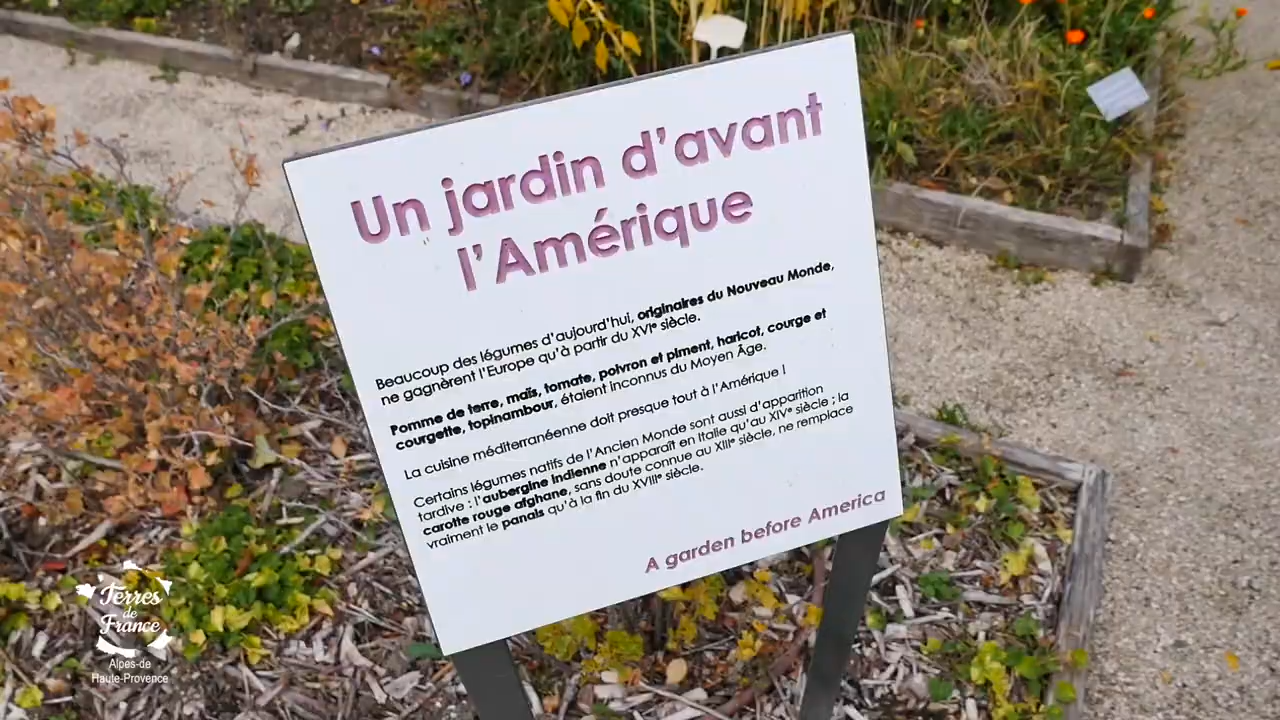 Un jardin d'avant
l'Amérique
Beaucoup des légumes d'aujourd'hui, originaires du Nouveau Monde,
ne gagnèrent l'Europe qu'à partir du XVIe siècle.
Pomme de terre, maïs, tomate, poivron et piment, haricot, courge et
courgette, topinambour, étaient inconnus du Moyen Âge.
La cuisine méditerranéenne doit presque tout à l'Amérique !
Certains légumes natifs de l'Ancien Monde sont aussi d'apparition
tardive : l'aubergine indienne n'apparaît en Italie qu'au XIVe siècle ; la
carotte rouge afghane, sans doute connue au XIIIe siècle, ne remplace
vraiment le panais qu'à la fin du XVIIIe siècle.
A garden before America
Terres
de
France
Alpes-de
Haute-Provence